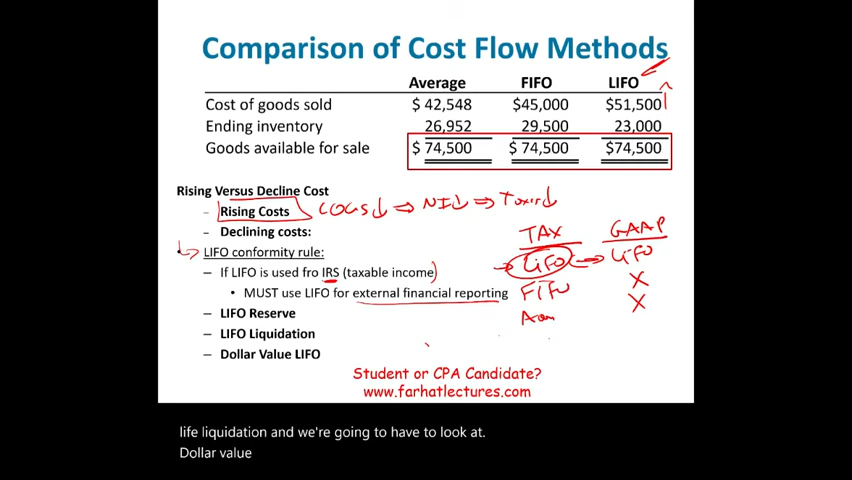 Comparison of Cost Flow Methods
Average FIFO LIFO
Cost of goods sold $ 42,548 $45,000 $51,500
Ending inventory 26,952 29,500 23,000
Goods available for sale $ 74,500 $ 74,500 $74,500
Rising Versus Decline Cost
– Rising Costs COGS↓ ⇒ NI↓ ⇒ Taxes↓
– Declining costs:
TAX GAAP
• LIFO conformity rule:
LIFO → LIFO
– If LIFO is used fro IRS (taxable income)
FIFO X
• MUST use LIFO for external financial reporting
X
– LIFO Reserve
– LIFO Liquidation
– Dollar Value LIFO
Student or CPA Candidate?
www.farhatlectures.com
life liquidation and we're going to have to look at.
Dollar value